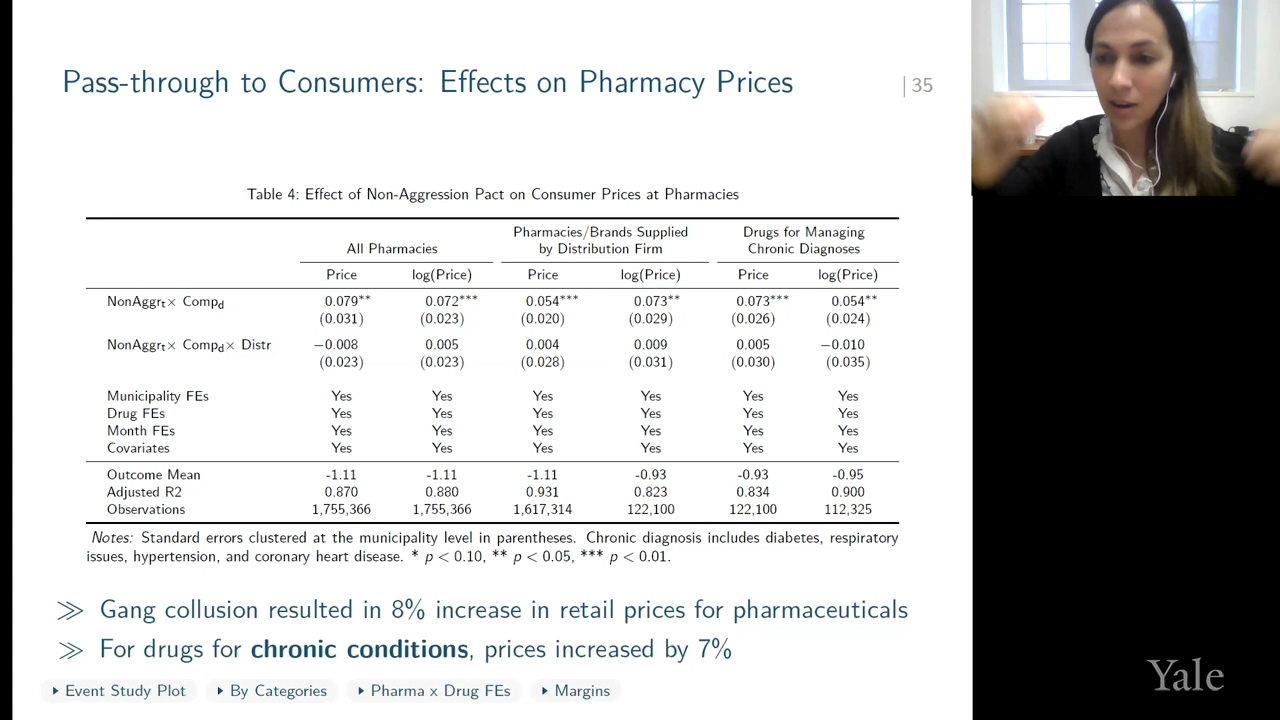 Pass-through to Consumers: Effects on Pharmacy Prices | 35
Table 4: Effect of Non-Aggression Pact on Consumer Prices at Pharmacies
All Pharmacies Pharmacies/Brands Supplied by Distribution Firm Drugs for Managing Chronic Diagnoses
Price log(Price) Price log(Price) Price log(Price)
NonAggrt× Compd 0.079** 0.072*** 0.054*** 0.073** 0.073*** 0.054**
(0.031) (0.023) (0.020) (0.029) (0.026) (0.024)
NonAggrt× Compd× Distr −0.008 0.005 0.004 0.009 0.005 −0.010
(0.023) (0.023) (0.028) (0.031) (0.030) (0.035)
Municipality FEs Yes Yes Yes Yes Yes Yes
Drug FEs Yes Yes Yes Yes Yes Yes
Month FEs Yes Yes Yes Yes Yes Yes
Covariates Yes Yes Yes Yes Yes Yes
Outcome Mean -1.11 -1.11 -1.11 -0.93 -0.93 -0.95
Adjusted R2 0.870 0.880 0.931 0.823 0.834 0.900
Observations 1,755,366 1,755,366 1,617,314 122,100 122,100 112,325
Notes: Standard errors clustered at the municipality level in parentheses. Chronic diagnosis includes diabetes, respiratory
issues, hypertension, and coronary heart disease. * p < 0.10, ** p < 0.05, *** p < 0.01.
≫ Gang collusion resulted in 8% increase in retail prices for pharmaceuticals
≫ For drugs for chronic conditions, prices increased by 7%
▸ Event Study Plot ▸ By Categories ▸ Pharma x Drug FEs ▸ Margins
Yale